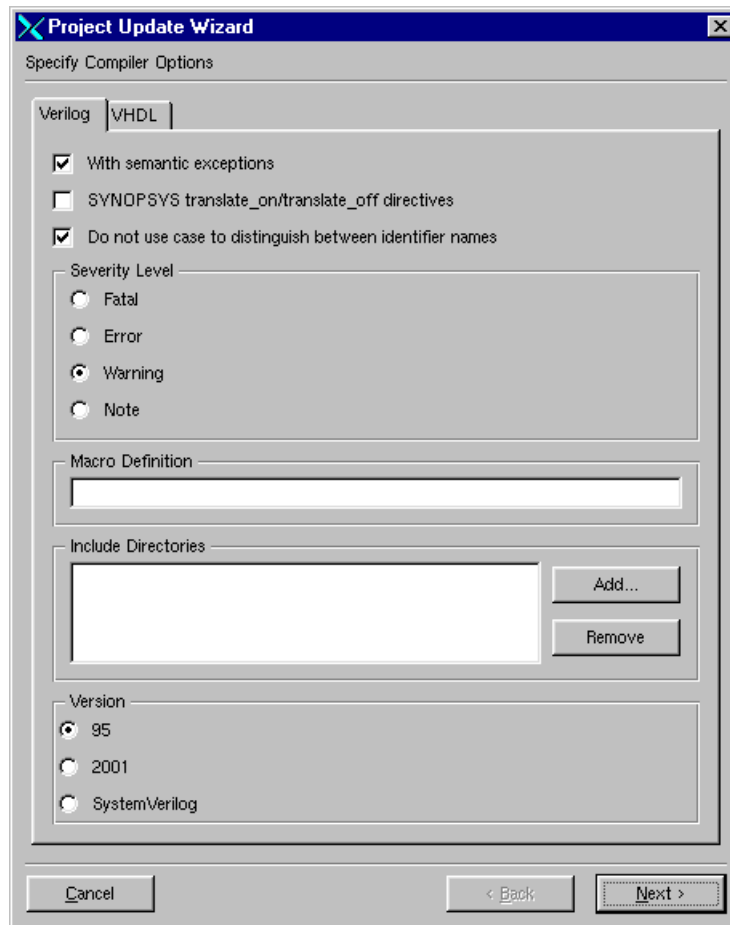 Project Update Wizard
Specify Compiler Options
Verilog VHDL
With semantic exceptions
SYNOPSYS translate_on/translate_off directives
Do not use case to distinguish between identifier names
Severity Level
Fatal
Error
Warning
Note
Macro Definition
Include Directories
Add...
Remove
Version
95
2001
SystemVerilog
Cancel < Back Next >